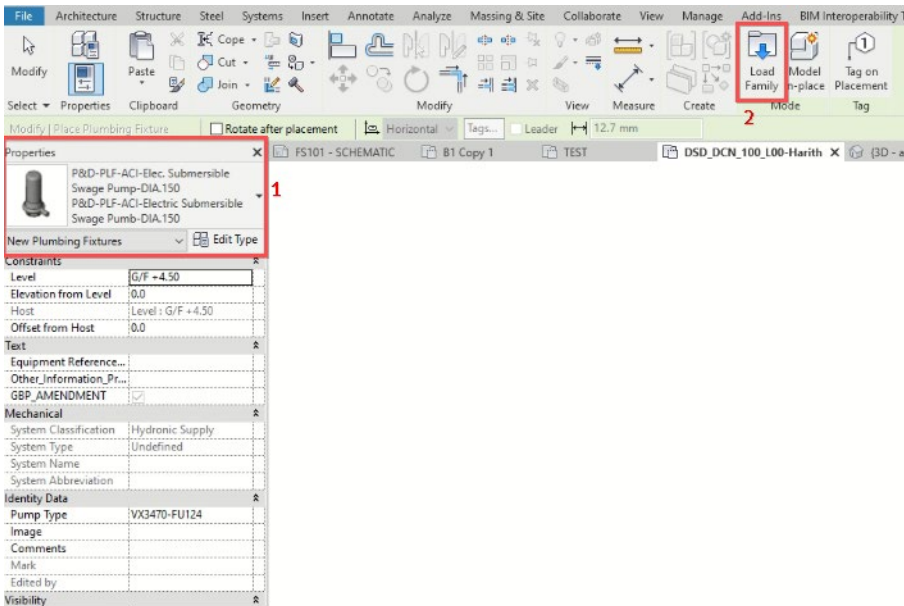 File Architecture Structure Steel Systems Insert Annotate Analyze Massing & Site Collaborate View Manage Add-Ins BIM Interoperability T
Cope
Cut
Join
Modify
Paste
Load Family
Model n-place
Tag on Placement
2
Select Properties Clipboard Geometry Modify View Measure Create Mode Tag
Modify | Place Plumbing Fixture Rotate after placement Horizontal Tags... Leader 12.7 mm
Properties
FS101 - SCHEMATIC B1 Copy 1 TEST DSD_DCN_100_L00-Harith {3D - a
P&D-PLF-ACI-Elec. Submersible
Swage Pump-DIA.150
P&D-PLF-ACI-Electric Submersible
Swage Pumb-DIA.150
1
New Plumbing Fixtures Edit Type
Constraints
Level G/F +4.50
Elevation from Level 0.0
Host Level : G/F +4.50
Offset from Host 0.0
Text
Equipment Reference...
Other_Information_Pr...
GBP_AMENDMENT
Mechanical
System Classification Hydronic Supply
System Type Undefined
System Name
System Abbreviation
Identity Data
Pump Type VX3470-FU124
Image
Comments
Mark
Edited by
Visibility